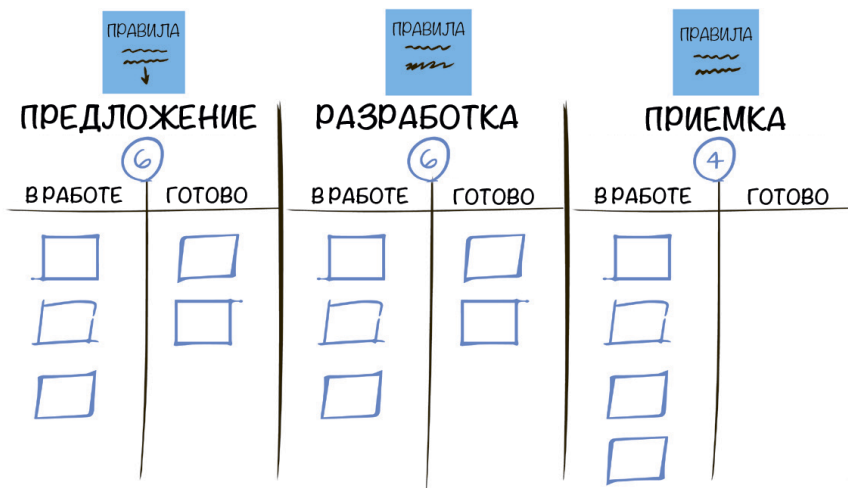 ПРАВИЛА
ПРАВИЛА
ПРАВИЛА
ПРЕДЛОЖЕНИЕ
РАЗРАБОТКА
ПРИЕМКА
6
6
4
В РАБОТЕ
ГОТОВО
В РАБОТЕ
ГОТОВО
В РАБОТЕ
ГОТОВО